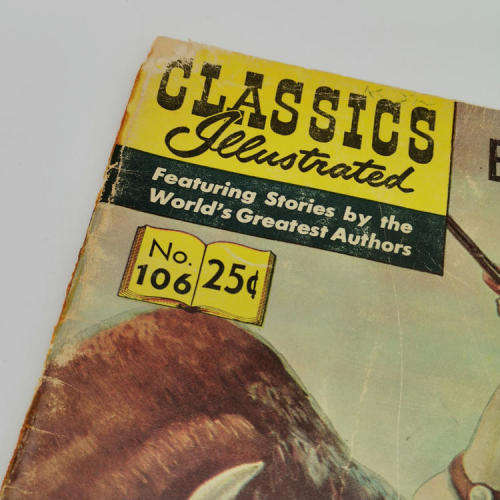 CLASSICS
Illustrated
Featuring Stories by the
World's Greatest Authors
No.
106
25¢